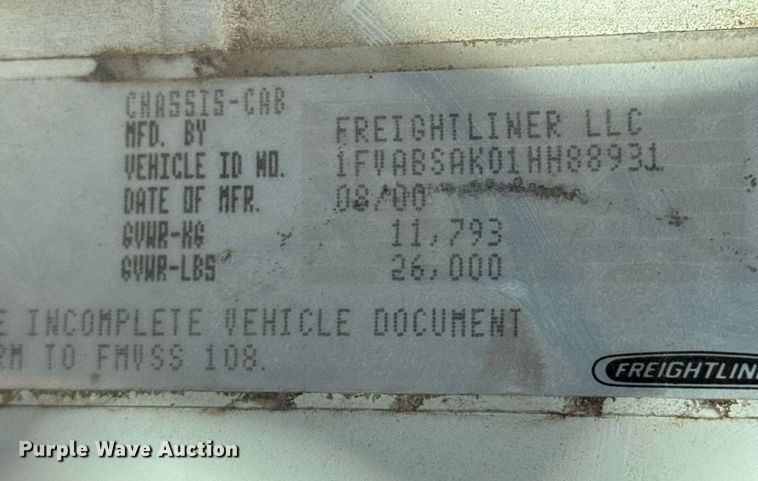 CHASSIS-CAB
MFD. BY FREIGHTLINER LLC
VEHICLE ID NO. 1FVABSAK01HH88931
DATE OF MFR. 08/00
GVWR-KG 11,793
GVWR-LBS 26,000
E INCOMPLETE VEHICLE DOCUMENT
RM TO FMVSS 108.
FREIGHTLIN
Purple Wave Auction